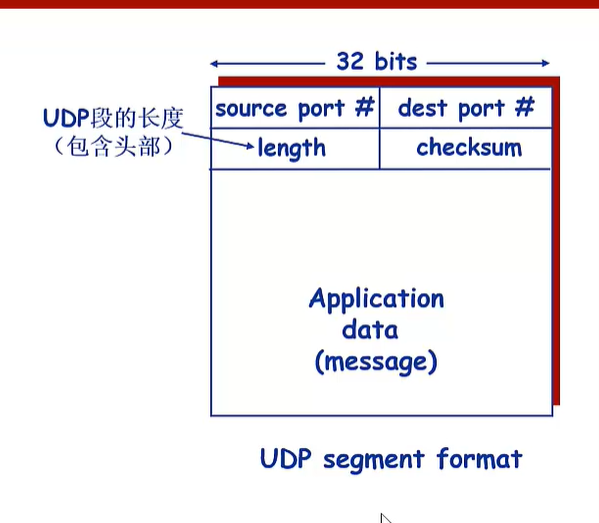 32 bits
UDP段的长度
（包含头部）
source port #
dest port #
length
checksum
Application
data
(message)
UDP segment format